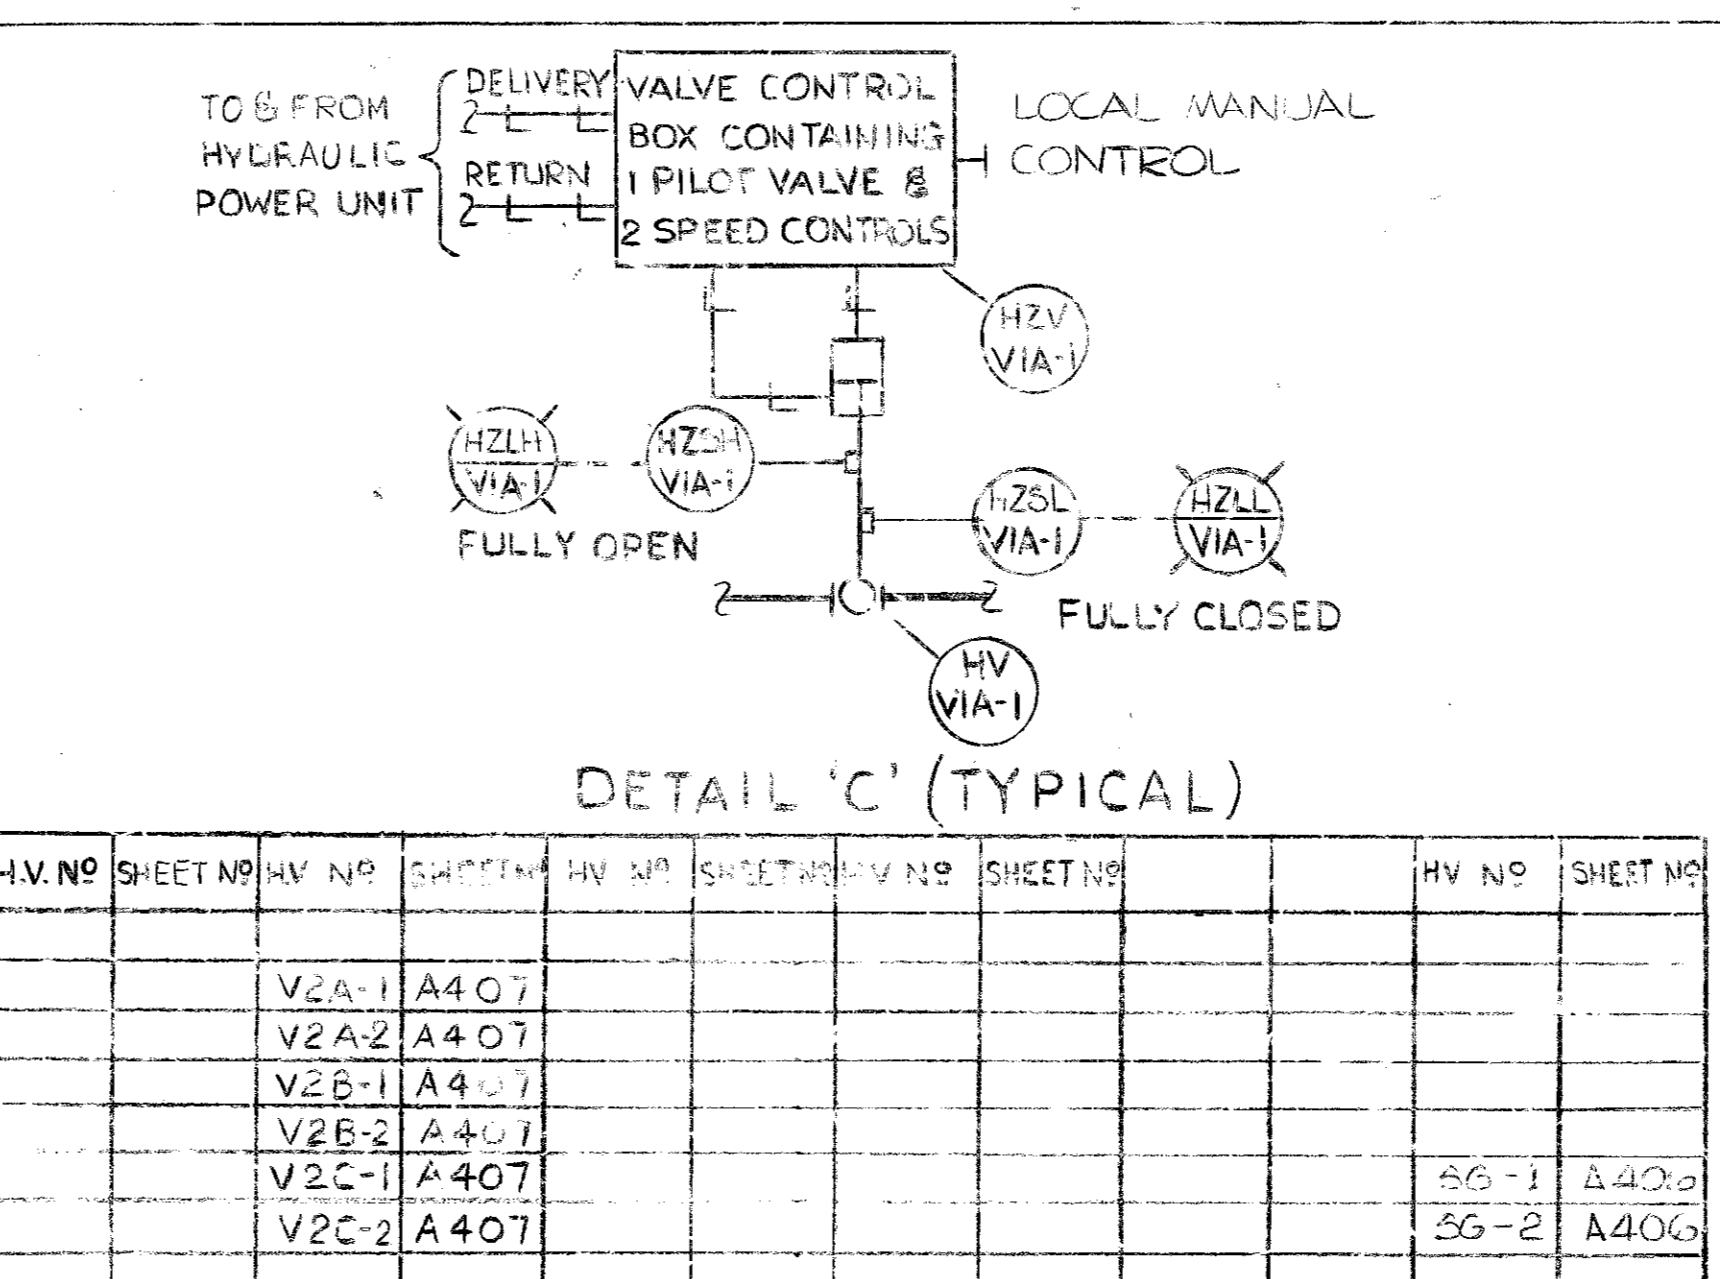 TO & FROM
HYDRAULIC
POWER UNIT
DELIVERY
RETURN
VALVE CONTROL
BOX CONTAINING
1 PILOT VALVE &
2 SPEED CONTROLS
LOCAL MANUAL
CONTROL
HZV
V1A-1
HZLH
V1A-1
HZSH
V1A-1
FULLY OPEN
HZSL
V1A-1
HZLL
V1A-1
FULLY CLOSED
HV
V1A-1
DETAIL 'C' (TYPICAL)
H.V. Nº SHEET Nº HV Nº SHEET Nº HV Nº SHEET Nº HV Nº SHEET Nº HV Nº SHEET Nº
V2A-1 A407
V2A-2 A407
V2B-1 A407
V2B-2 A407
V2C-1 A407 SG-1 A406
V2C-2 A407 SG-2 A406